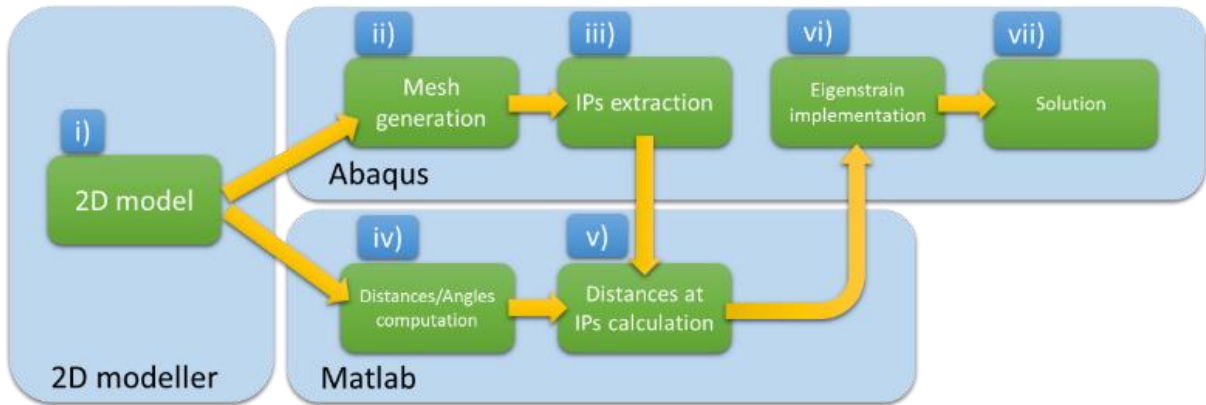 i)
2D model
2D modeller
ii)
Mesh
generation
iii)
IPs extraction
vi)
Eigenstrain
implementation
vii)
Solution
Abaqus
iv)
Distances/Angles
computation
v)
Distances at
IPs calculation
Matlab